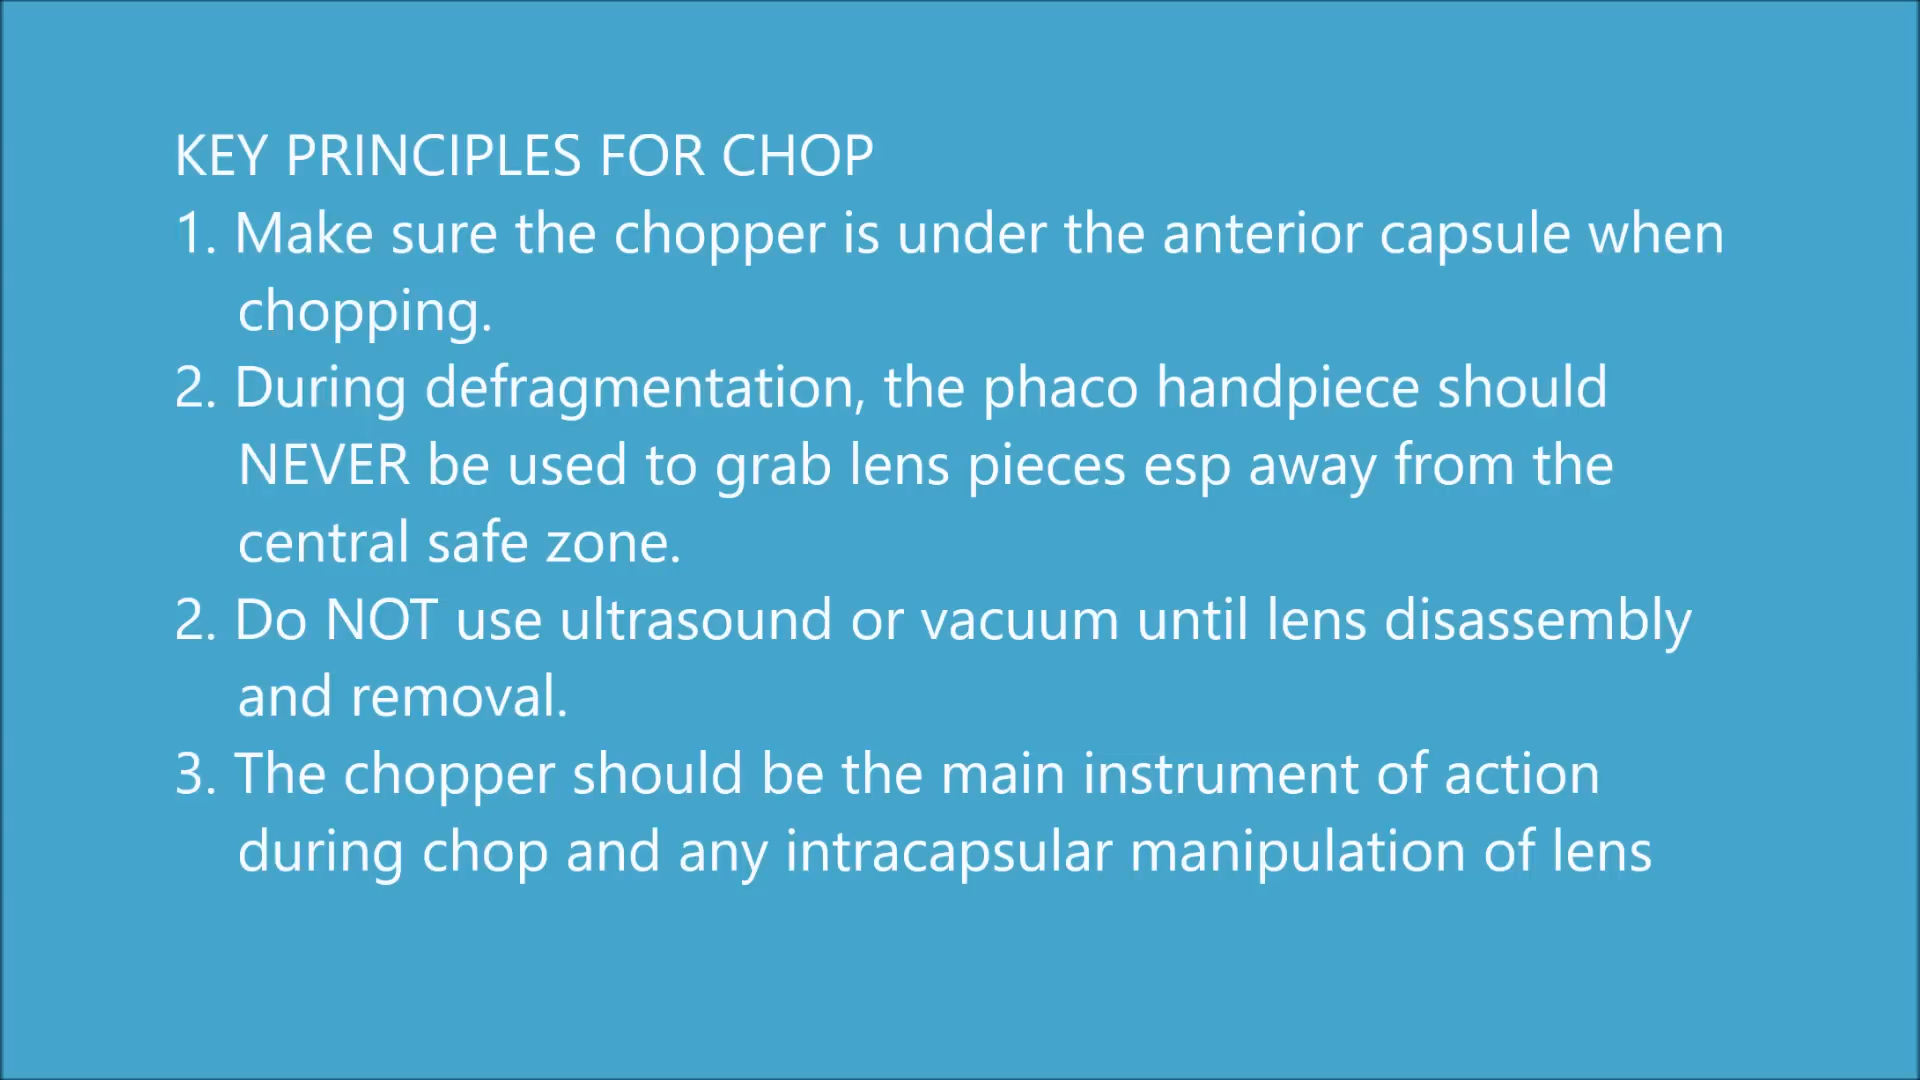 KEY PRINCIPLES FOR CHOP
1. Make sure the chopper is under the anterior capsule when
chopping.
2. During defragmentation, the phaco handpiece should
NEVER be used to grab lens pieces esp away from the
central safe zone.
2. Do NOT use ultrasound or vacuum until lens disassembly
and removal.
3. The chopper should be the main instrument of action
during chop and any intracapsular manipulation of lens